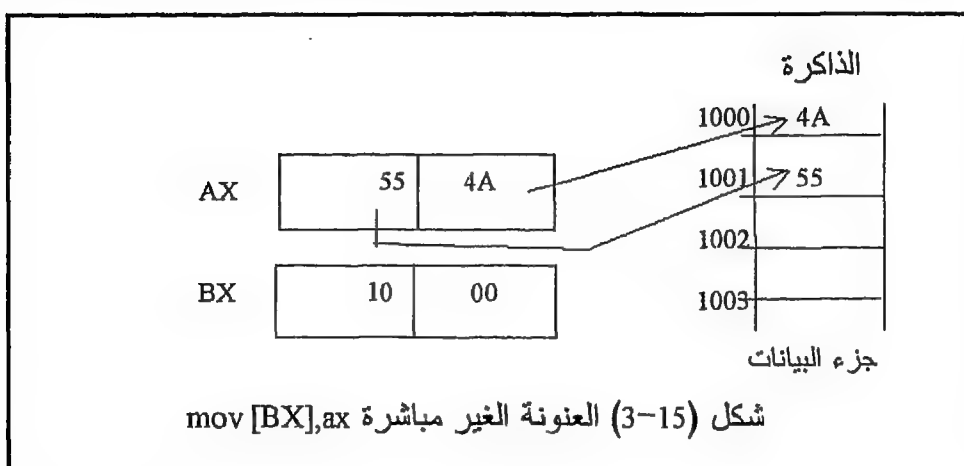 الذاكرة
1000 4A
AX 55 4A
1001 55
1002
BX 10 00
1003
جزء البيانات
شكل (3-15) العنونة الغير مباشرة mov [BX],ax